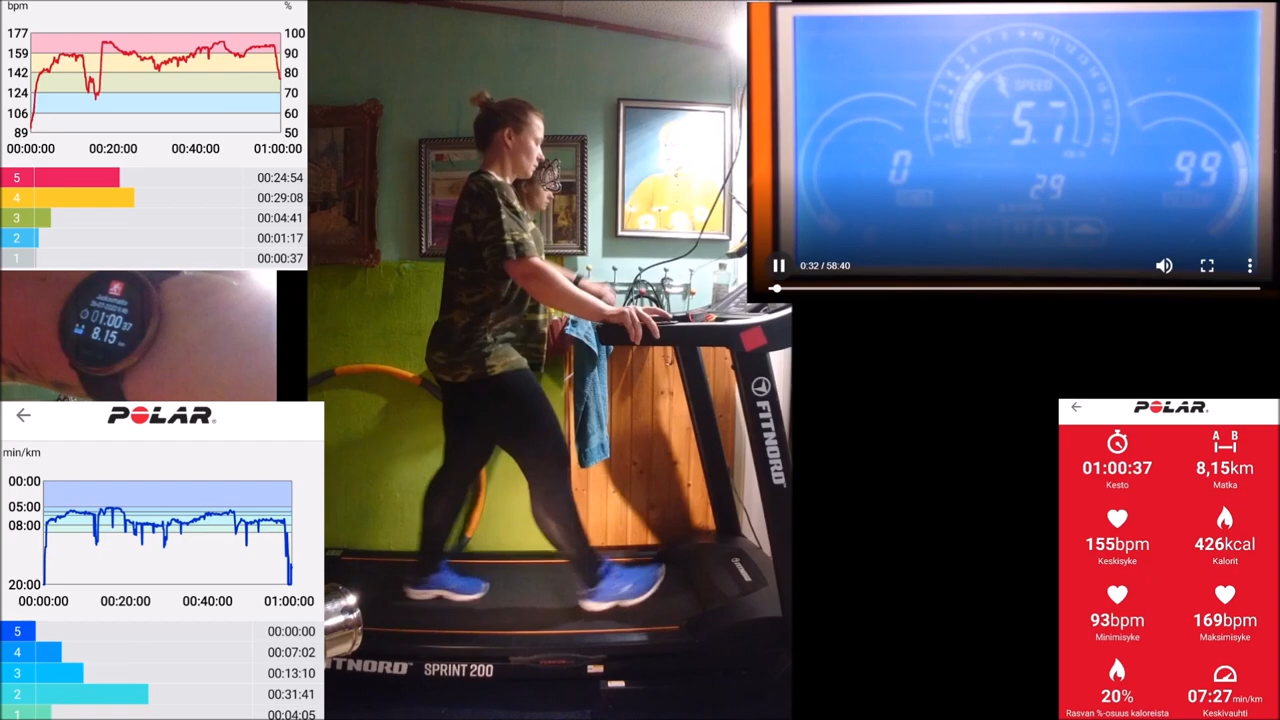 bpm
%
177
100
159
90
142
80
124
70
106
60
89
50
00:00:00
00:20:00
00:40:00
01:00:00
5
00:24:54
4
00:29:08
3
00:04:41
2
00:01:17
1
00:00:37
01:00 37
8.15
POLAR
min/km
00:00
05:00
08:00
20:00
00:00:00
00:20:00
00:40:00
01:00:00
5
00:00:00
4
00:07:02
3
00:13:10
2
00:31:41
1
00:04:05
FITNORD
FITNORD
SPRINT 200
SPEED
5.7
0
29
99
0:32 / 58:40
POLAR
A B
01:00:37
8,15km
Kesto
Matka
155bpm
426kcal
Keskisyke
Kalorit
93bpm
169bpm
Minimisyke
Maksimisyke
20%
07:27 min/km
Rasvan %-osuus kaloreista
Keskivauhti